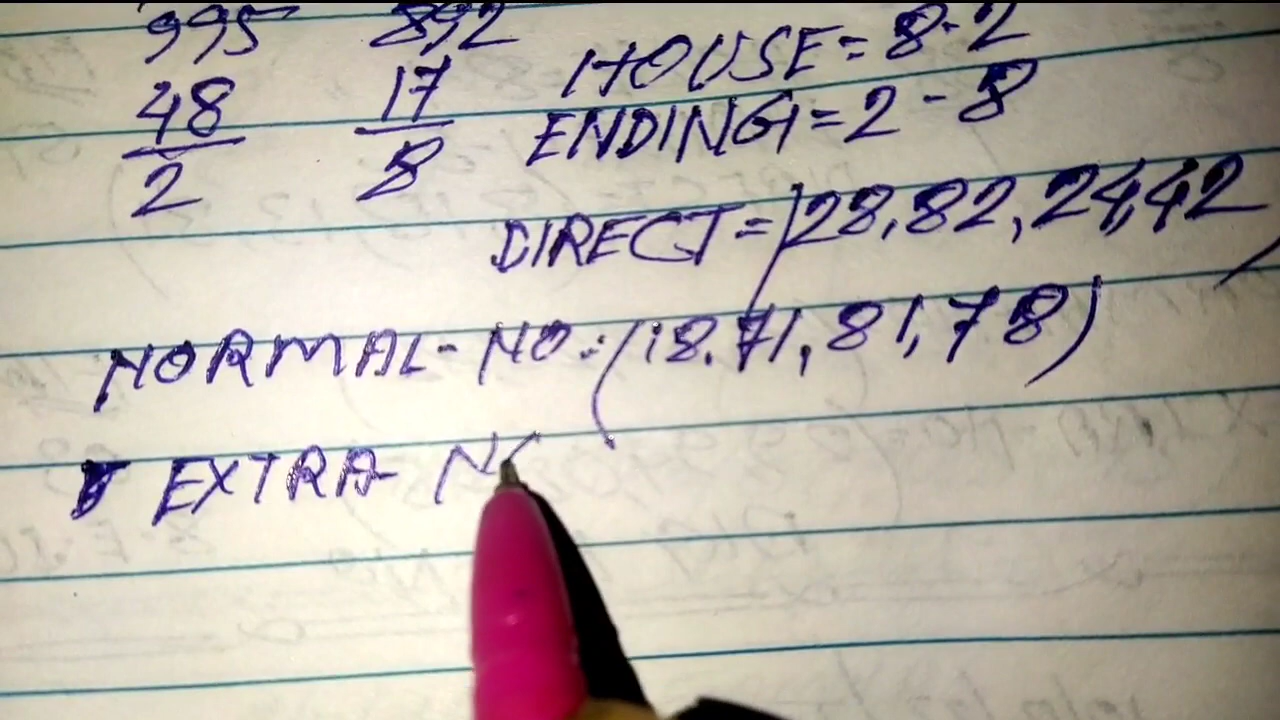 995 892
HOUSE = 8-2
48 17
ENDING = 2-8
2 8
DIRECT = 28, 82, 24, 42
NORMAL-NO: (18, 71, 81, 78)
EXTRA-N